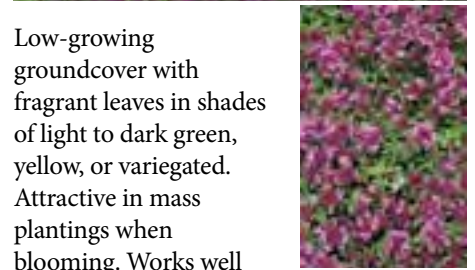 Low-growing
groundcover with
fragrant leaves in shades
of light to dark green,
yellow, or variegated.
Attractive in mass
plantings when
blooming. Works well